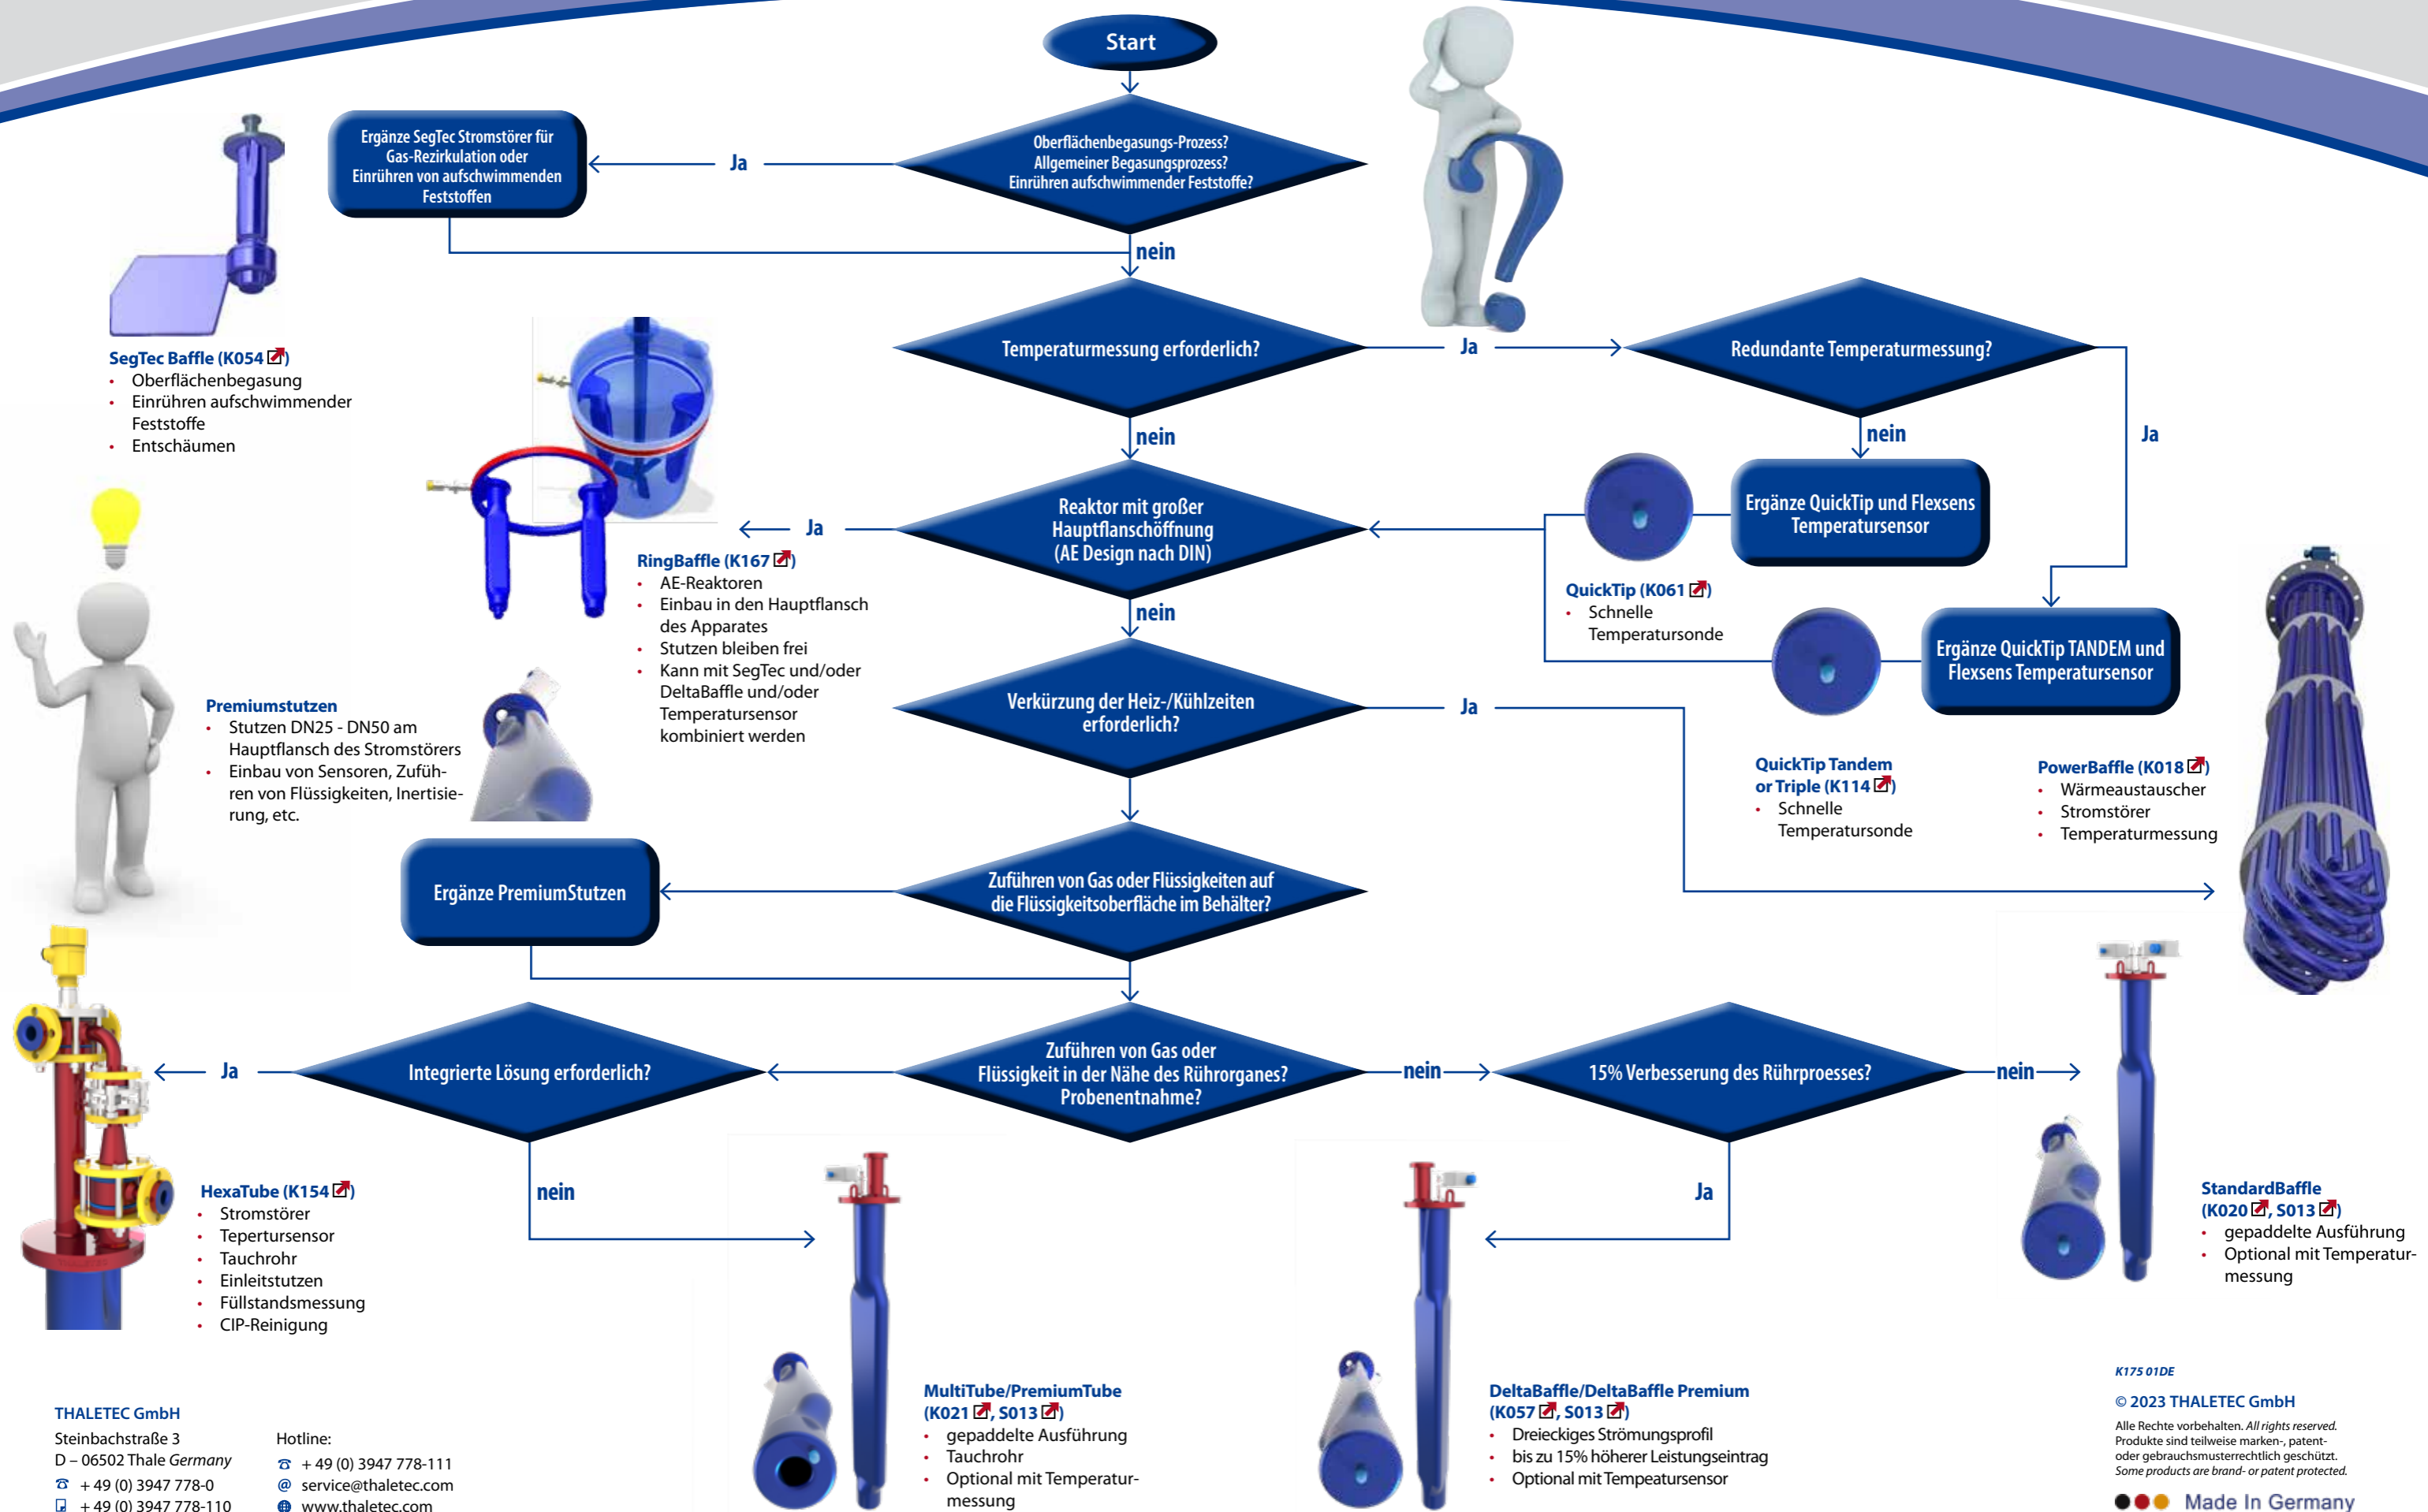 Start
Oberflächenbegasungs-Prozess?
Allgemeiner Begasungsprozess?
Einrühren aufschwimmender Feststoffe?
Ja
Ergänze SegTec Stromstörer für
Gas-Rezirkulation oder
Einrühren von aufschwimmenden
Feststoffen
nein
SegTec Baffle (K054)
• Oberflächenbegasung
• Einrühren aufschwimmender
Feststoffe
• Entschäumen
Temperaturmessung erforderlich?
Ja
Redundante Temperaturmessung?
nein
nein
Ja
Reaktor mit großer
Hauptflanschöffnung
(AE Design nach DIN)
Ja
Ergänze QuickTip und Flexsens
Temperatursensor
RingBaffle (K167)
• AE-Reaktoren
• Einbau in den Hauptflansch
des Apparates
• Stutzen bleiben frei
• Kann mit SegTec und/oder
DeltaBaffle und/oder
Temperatursensor
kombiniert werden
QuickTip (K061)
• Schnelle
Temperatursonde
nein
Ergänze QuickTip TANDEM und
Flexsens Temperatursensor
Verkürzung der Heiz-/Kühlzeiten
erforderlich?
Ja
Premiumstutzen
• Stutzen DN25 - DN50 am
Hauptflansch des Stromstörers
• Einbau von Sensoren, Zufüh-
ren von Flüssigkeiten, Inertisie-
rung, etc.
QuickTip Tandem
or Triple (K114)
• Schnelle
Temperatursonde
PowerBaffle (K018)
• Wärmeaustauscher
• Stromstörer
• Temperaturmessung
Ergänze PremiumStutzen
Zuführen von Gas oder Flüssigkeiten auf
die Flüssigkeitsoberfläche im Behälter?
Ja
Integrierte Lösung erforderlich?
Zuführen von Gas oder
Flüssigkeit in der Nähe des Rührorganes?
Probenentnahme?
nein
15% Verbesserung des Rührproesses?
nein
nein
Ja
HexaTube (K154)
• Stromstörer
• Tepertursensor
• Tauchrohr
• Einleitstutzen
• Füllstandsmessung
• CIP-Reinigung
StandardBaffle
(K020, S013)
• gepaddelte Ausführung
• Optional mit Temperatur-
messung
MultiTube/PremiumTube
(K021, S013)
• gepaddelte Ausführung
• Tauchrohr
• Optional mit Temperatur-
messung
DeltaBaffle/DeltaBaffle Premium
(K057, S013)
• Dreieckiges Strömungsprofil
• bis zu 15% höherer Leistungseintrag
• Optional mit Tempeatursensor
THALETEC GmbH
Steinbachstraße 3
D – 06502 Thale Germany
+ 49 (0) 3947 778-0
+ 49 (0) 3947 778-110
Hotline:
+ 49 (0) 3947 778-111
@ service@thaletec.com
www.thaletec.com
K175 01DE
© 2023 THALETEC GmbH
Alle Rechte vorbehalten. All rights reserved.
Produkte sind teilweise marken-, patent-
oder gebrauchsmusterrechtlich geschützt.
Some products are brand- or patent protected.
Made In Germany